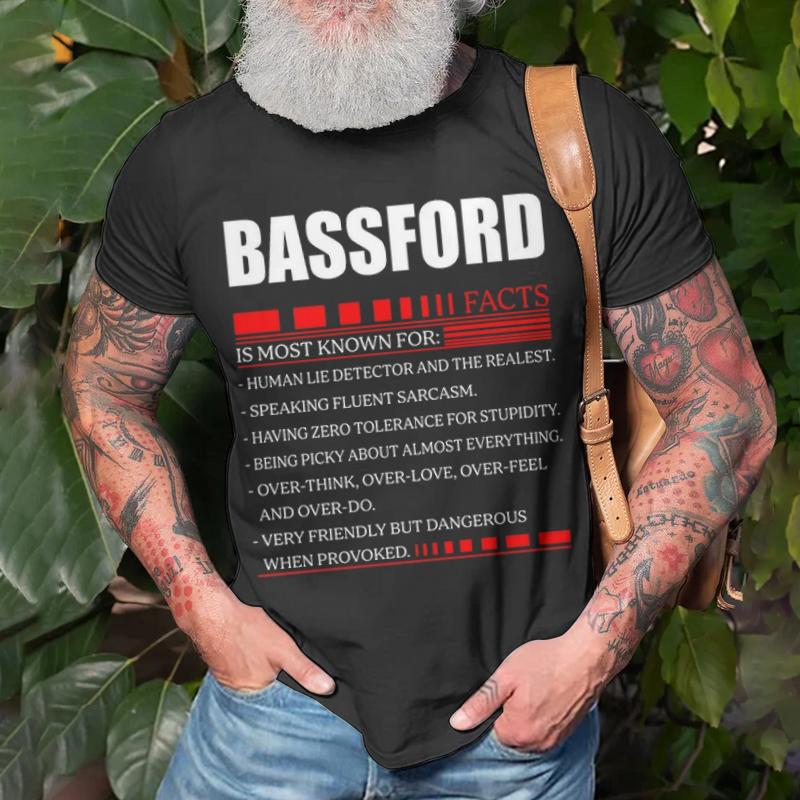 BASSFORD
FACTS
IS MOST KNOWN FOR:
- HUMAN LIE DETECTOR AND THE REALEST.
- SPEAKING FLUENT SARCASM.
- HAVING ZERO TOLERANCE FOR STUPIDITY.
- BEING PICKY ABOUT ALMOST EVERYTHING.
- OVER-THINK, OVER-LOVE, OVER-FEEL
AND OVER-DO.
- VERY FRIENDLY BUT DANGEROUS
WHEN PROVOKED.
Estuardo